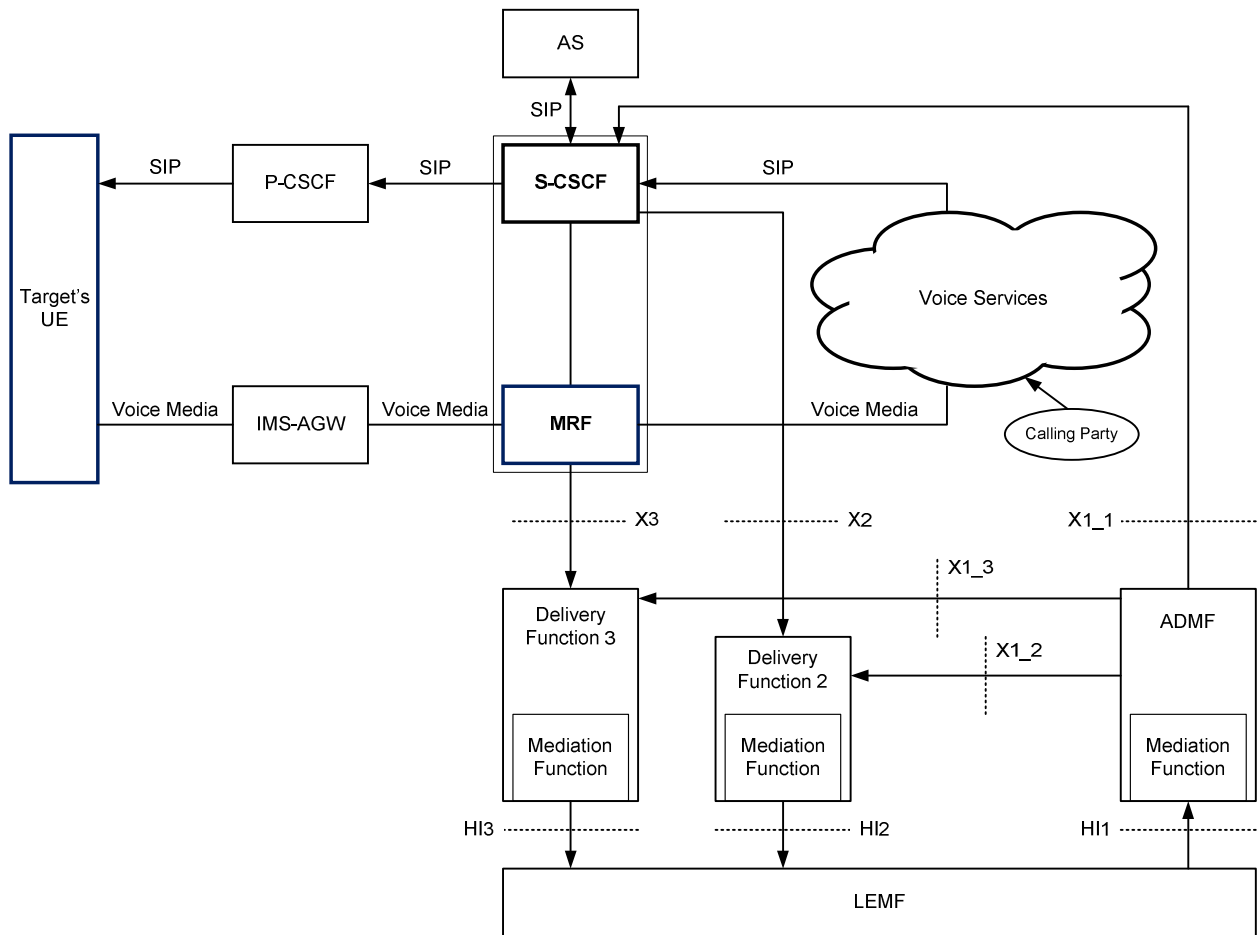 AS
SIP
SIP
P-CSCF
SIP
S-CSCF
SIP
Target's
UE
Voice Services
Voice Media
IMS-AGW
Voice Media
MRF
Voice Media
Calling Party
X3
X2
X1_1
X1_3
X1_2
Delivery
Function 3
Delivery
Function 2
ADMF
Mediation
Function
Mediation
Function
Mediation
Function
HI3
HI2
HI1
LEMF